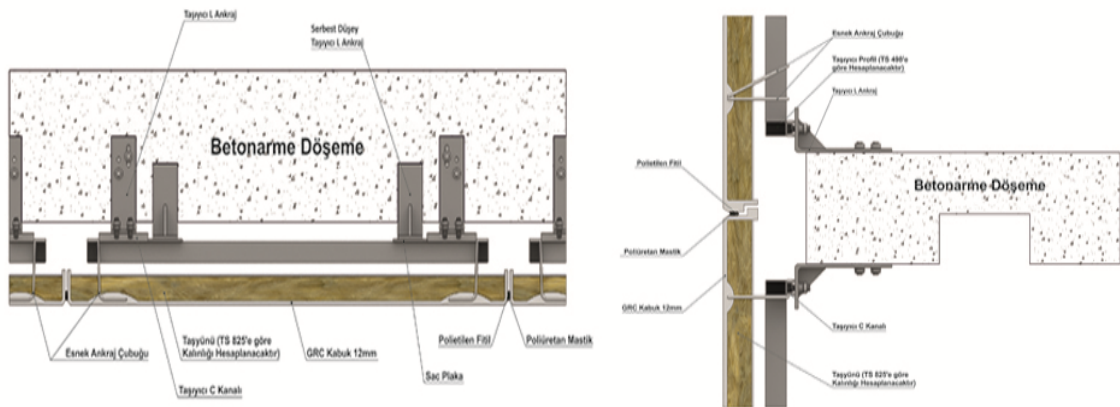 Taşıyıcı L Ankraj
Serbest Düşey
Taşıyıcı L Ankraj
Betonarme Döşeme
Esnek Ankraj Çubuğu
Taşyünü (TS 825'e göre
Kalınlığı Hesaplanacaktır)
Taşıyıcı C Kanalı
GRC Kabuk 12mm
Saç Plaka
Polietilen Fitil
Poliüretan Mastik
Esnek Ankraj Çubuğu
Taşıyıcı Profil (TS 498'e
göre Hesaplanacaktır)
Taşıyıcı L Ankraj
Polietilen Fitil
Betonarme Döşeme
Poliüretan Mastik
GRC Kabuk 12mm
Taşıyıcı C Kanalı
Taşyünü (TS 825'e göre
Kalınlığı Hesaplanacaktır)